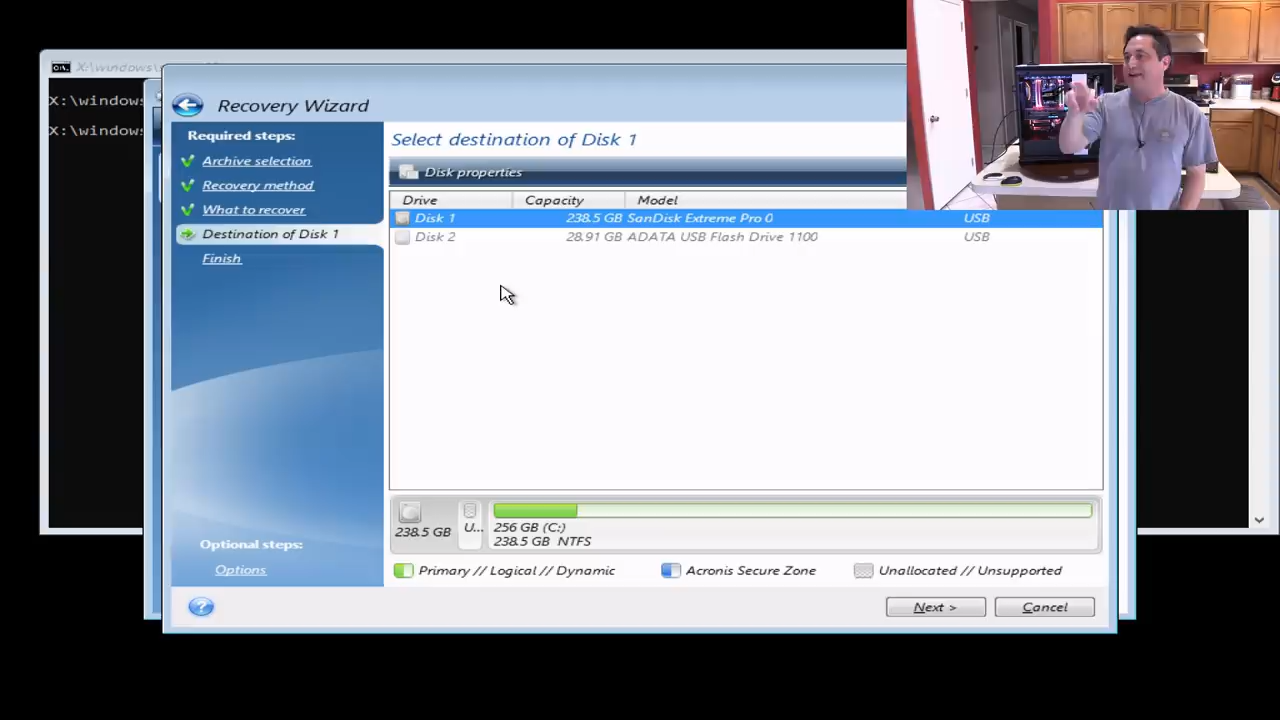 X:\windows\
Recovery Wizard
X:\windows
X:\windows
Required steps:
Archive selection
Recovery method
What to recover
Destination of Disk 1
Finish
Optional steps:
Options
Select destination of Disk 1
Disk properties
Drive Capacity Model
Disk 1 238.5 GB SanDisk Extreme Pro 0 USB
Disk 2 28.91 GB ADATA USB Flash Drive 1100 USB
238.5 GB
U...
256 GB (C:)
238.5 GB NTFS
Primary // Logical // Dynamic
Acronis Secure Zone
Unallocated // Unsupported
Next >
Cancel